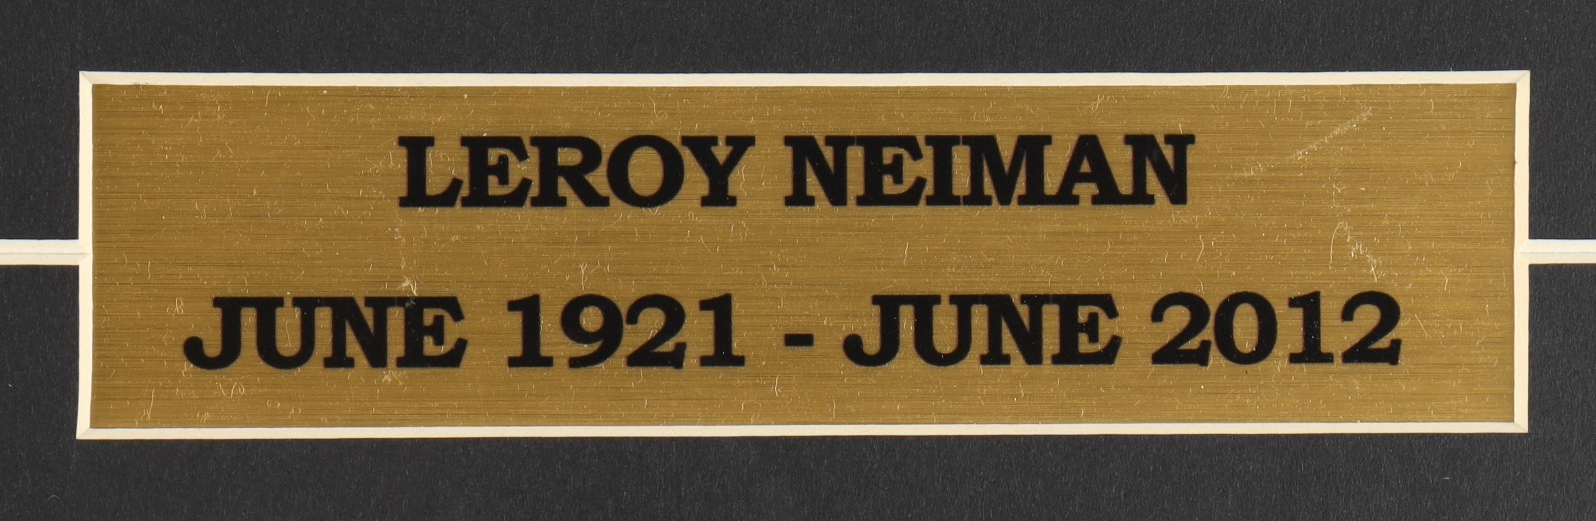 LEROY NEIMAN
JUNE 1921 - JUNE 2012